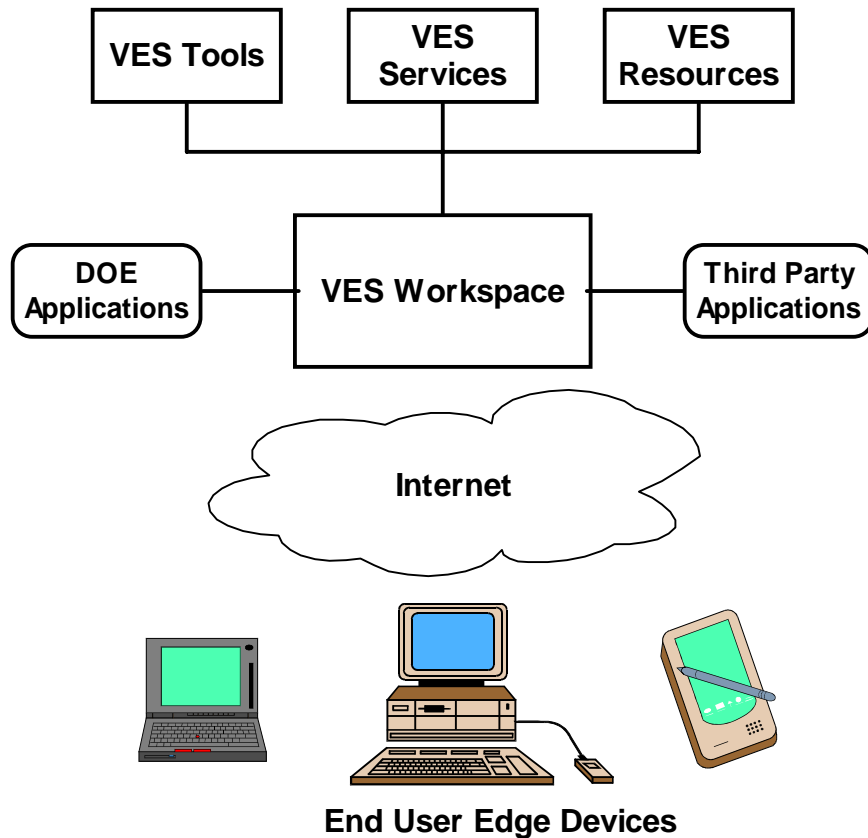 VES Tools
VES
Services
VES
Resources
DOE
Applications
VES Workspace
Third Party
Applications
Internet
End User Edge Devices